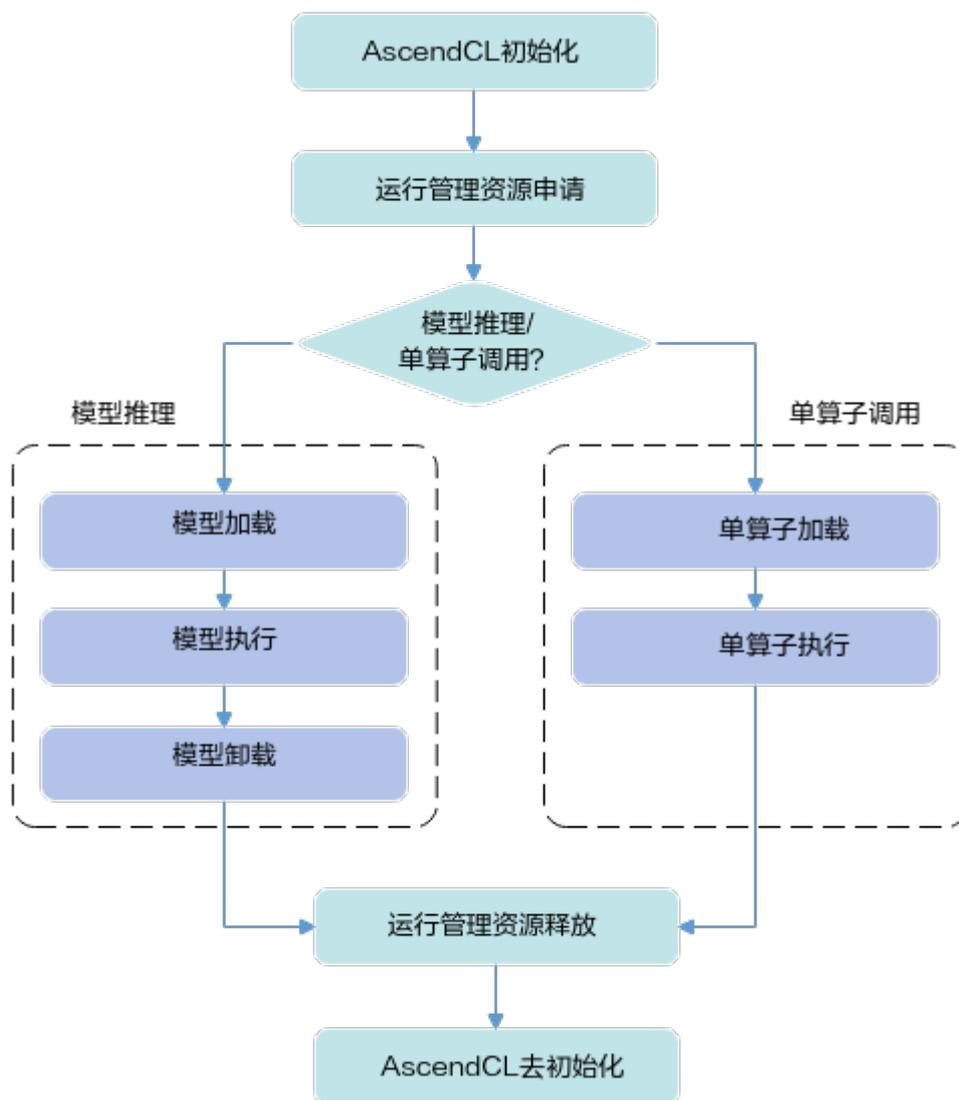 AscendCL初始化
运行管理资源申请
模型推理/
单算子调用?
模型推理
单算子调用
模型加载
单算子加载
模型执行
单算子执行
模型卸载
运行管理资源释放
AscendCL去初始化